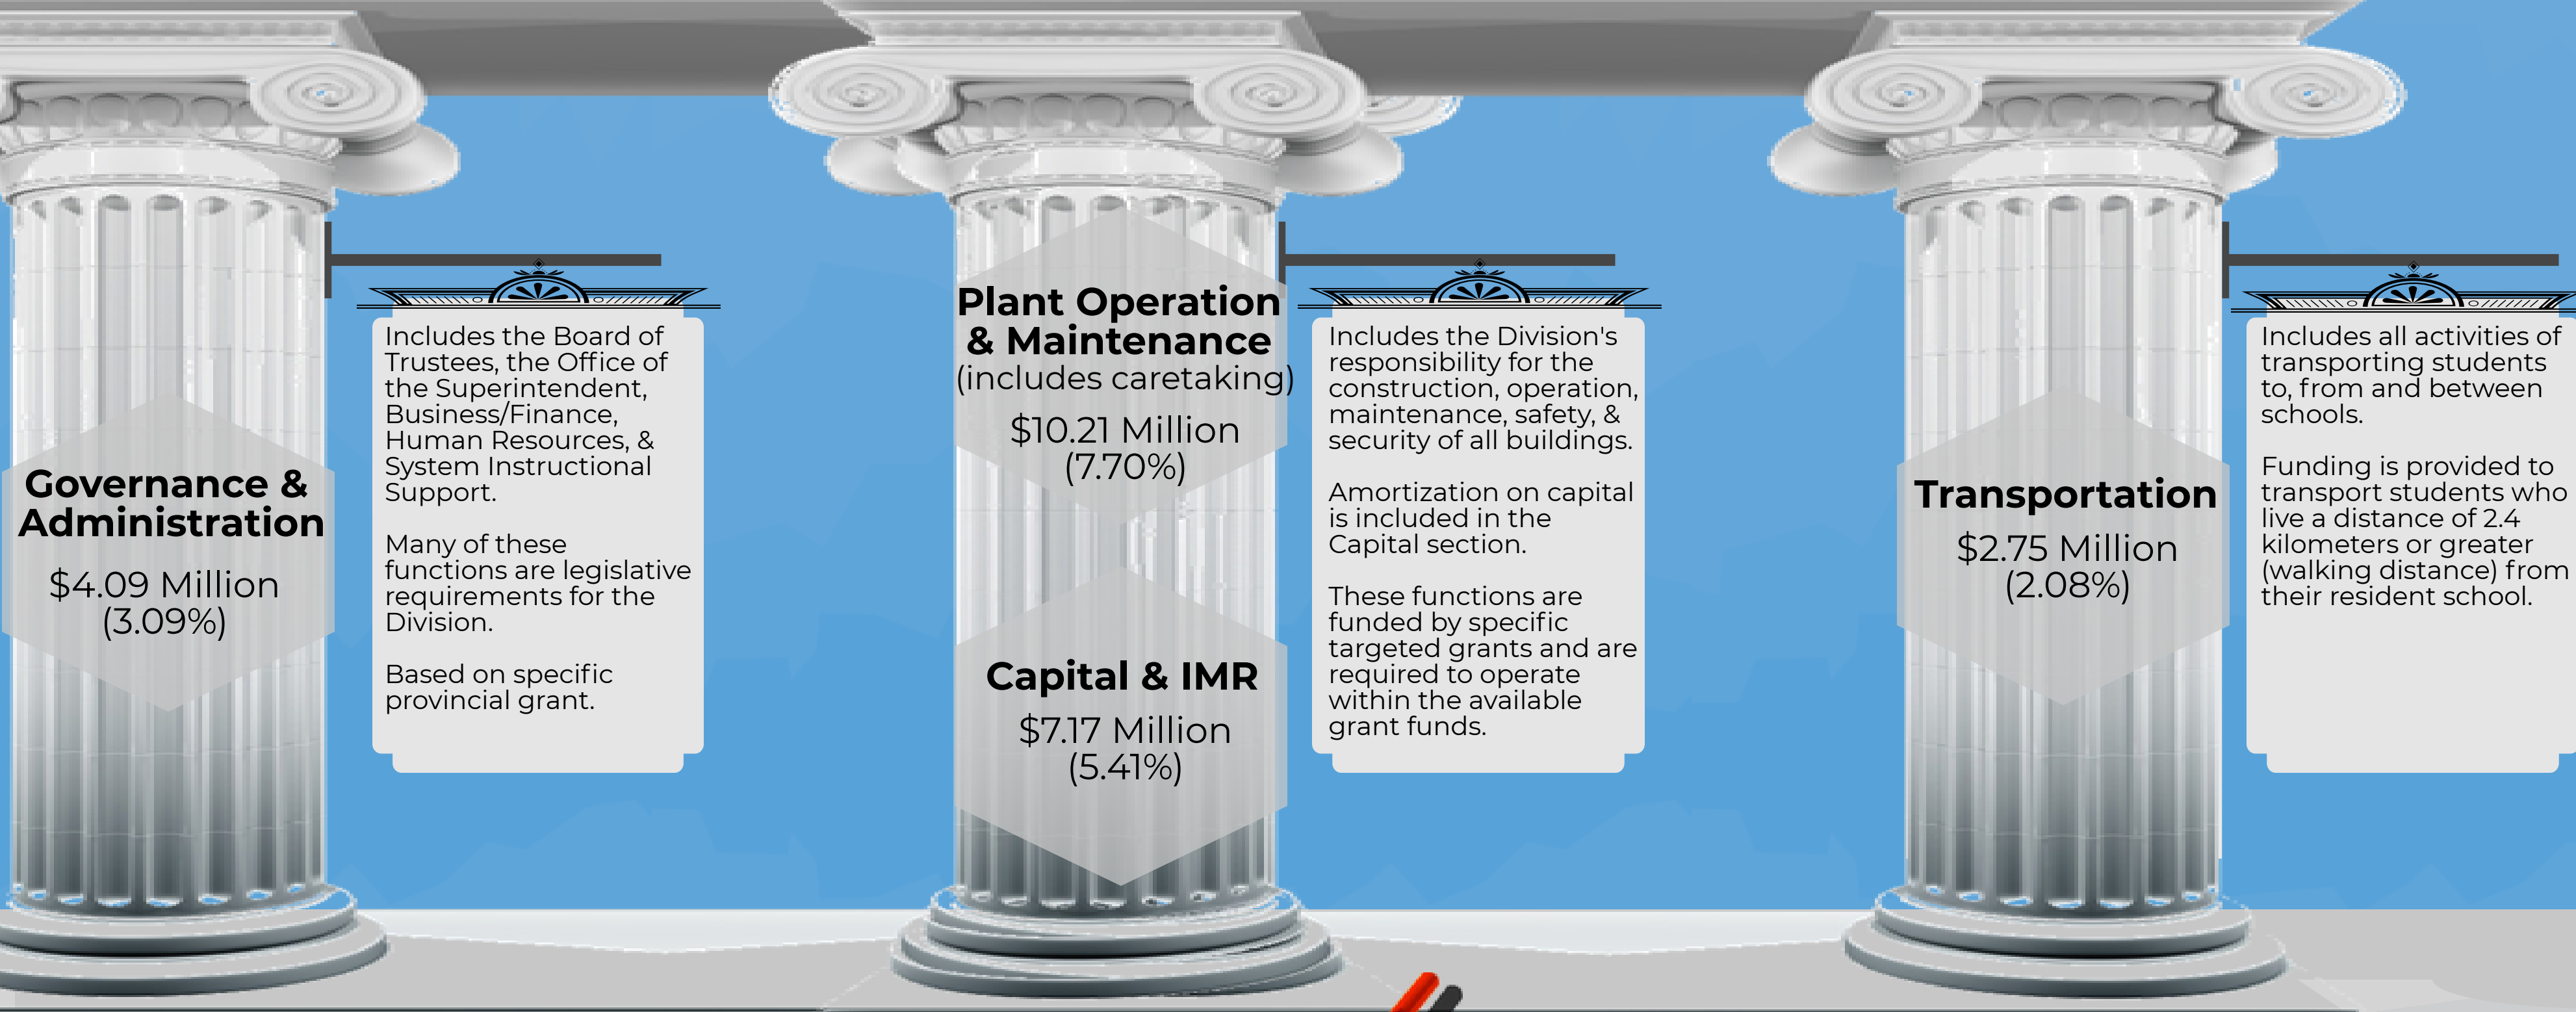 Governance &
Administration
$4.09 Million
(3.09%)
Includes the Board of
Trustees, the Office of
the Superintendent,
Business/Finance,
Human Resources, &
System Instructional
Support.
Many of these
functions are legislative
requirements for the
Division.
Based on specific
provincial grant.
Plant Operation
& Maintenance
(includes caretaking)
$10.21 Million
(7.70%)
Capital & IMR
$7.17 Million
(5.41%)
Includes the Division's
responsibility for the
construction, operation,
maintenance, safety, &
security of all buildings.
Amortization on capital
is included in the
Capital section.
These functions are
funded by specific
targeted grants and are
required to operate
within the available
grant funds.
Transportation
$2.75 Million
(2.08%)
Includes all activities of
transporting students
to, from and between
schools.
Funding is provided to
transport students who
live a distance of 2.4
kilometers or greater
(walking distance) from
their resident school.